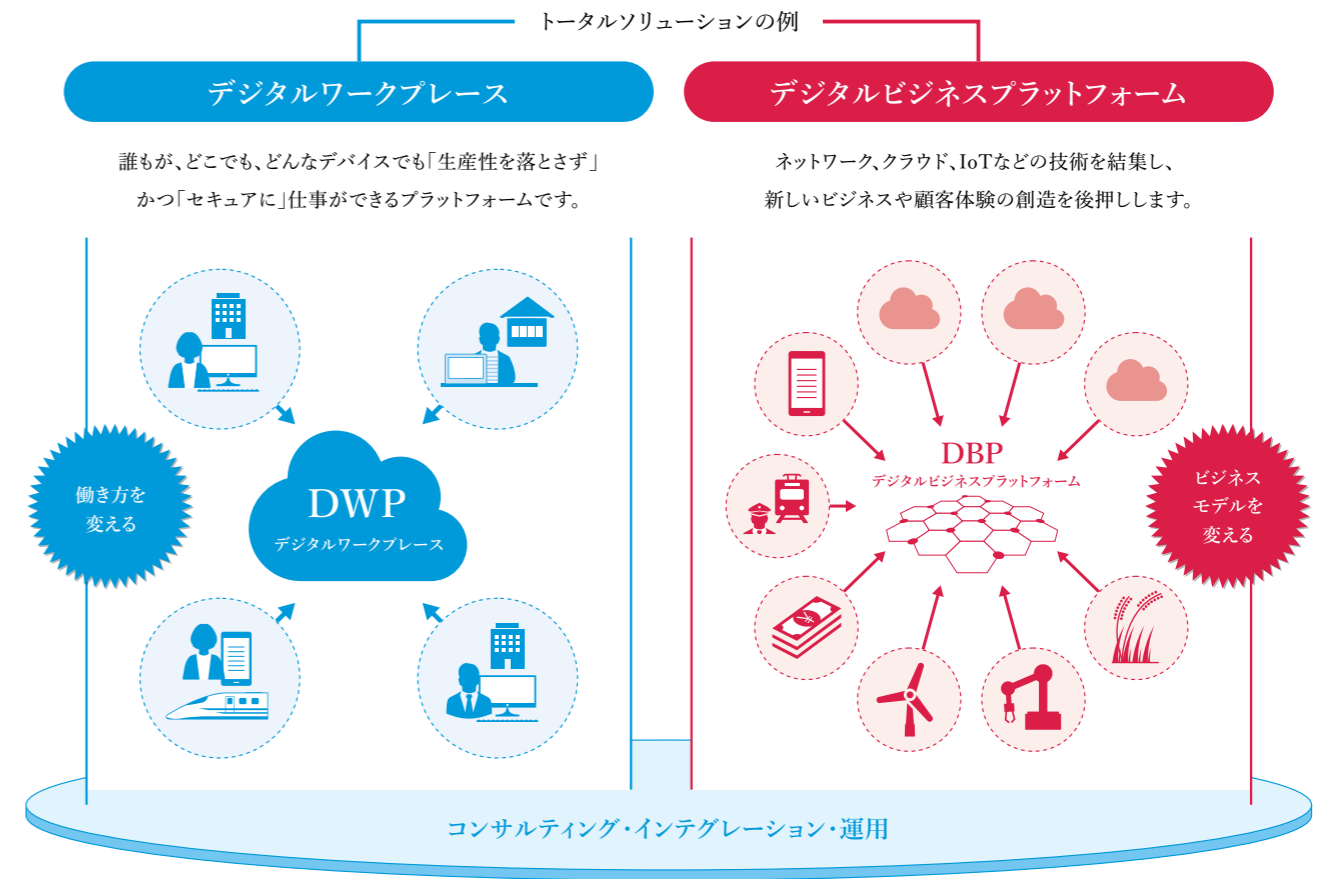 トータルソリューションの例
デジタルワークプレース
誰もが、どこでも、どんなデバイスでも「生産性を落とさず」
かつ「セキュアに」仕事ができるプラットフォームです。
働き方を
変える
DWP
デジタルワークプレース
デジタルビジネスプラットフォーム
ネットワーク、クラウド、IoTなどの技術を結集し、
新しいビジネスや顧客体験の創造を後押しします。
DBP
デジタルビジネスプラットフォーム
ビジネス
モデルを
変える
コンサルティング・インテグレーション・運用